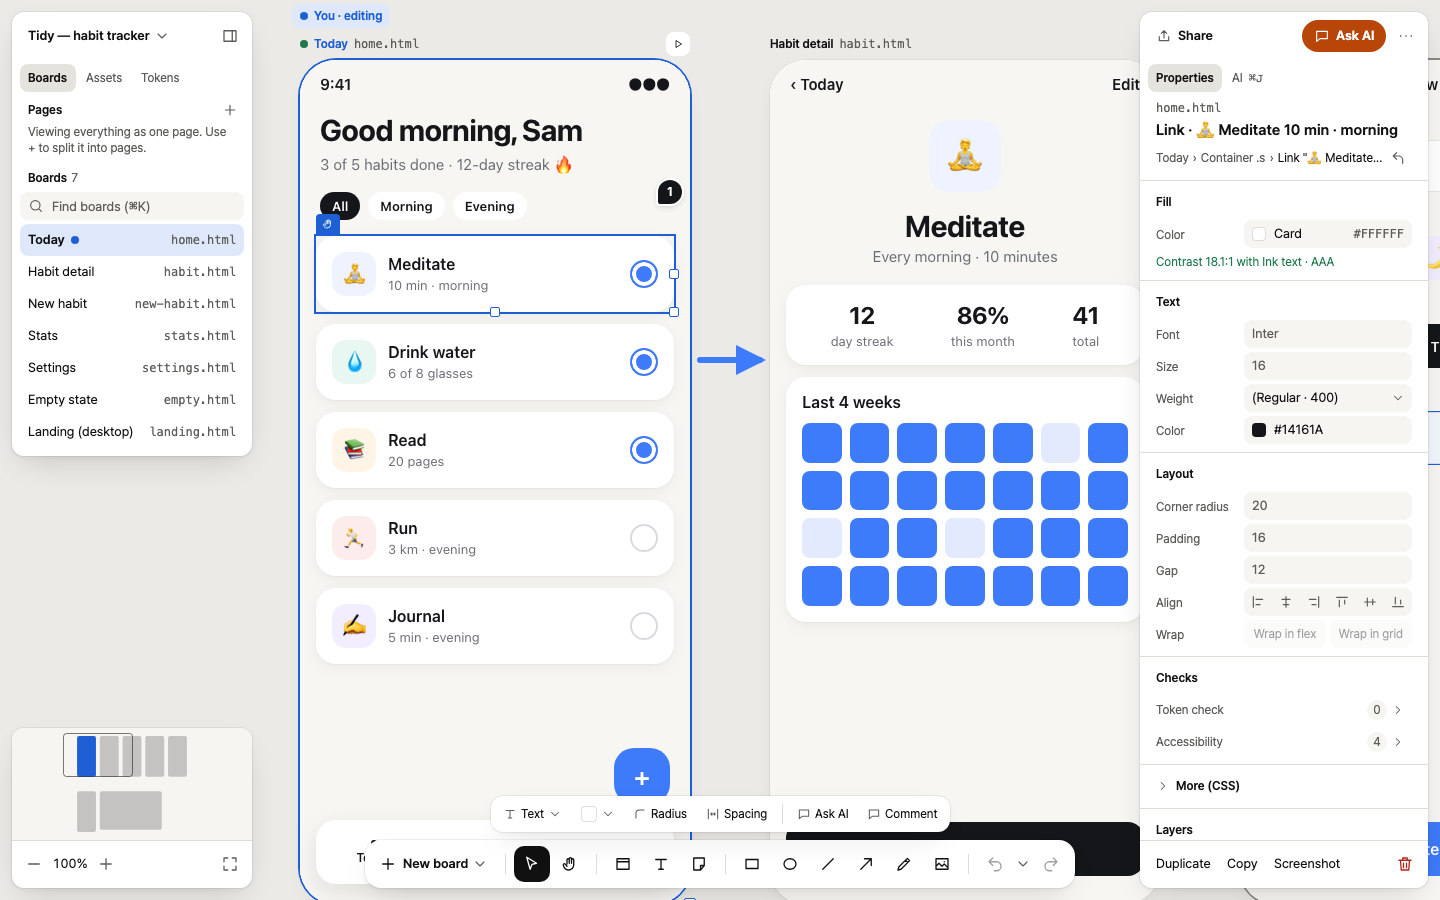 Tidy — habit tracker
Boards Assets Tokens
Pages
Viewing everything as one page. Use
+ to split it into pages.
Boards 7
Find boards (⌘K)
Today home.html
Habit detail habit.html
New habit new-habit.html
Stats stats.html
Settings settings.html
Empty state empty.html
Landing (desktop) landing.html
100%
You · editing
Today home.html
9:41
Good morning, Sam
3 of 5 habits done · 12-day streak 🔥
All Morning Evening
1
Meditate
10 min · morning
Drink water
6 of 8 glasses
Read
20 pages
Run
3 km · evening
Journal
5 min · evening
+
Habit detail habit.html
‹ Today Edit
Meditate
Every morning · 10 minutes
12 86% 41
day streak this month total
Last 4 weeks
Text Radius Spacing Ask AI Comment
New board
Share Ask AI
Properties AI ⌘J
home.html
Link · 🧘 Meditate 10 min · morning
Today › Container .s › Link "🧘 Meditate...
Fill
Color Card #FFFFFF
Contrast 18.1:1 with Ink text · AAA
Text
Font Inter
Size 16
Weight (Regular · 400)
Color #14161A
Layout
Corner radius 20
Padding 16
Gap 12
Align
Wrap Wrap in flex Wrap in grid
Checks
Token check 0
Accessibility 4
More (CSS)
Layers
Duplicate Copy Screenshot